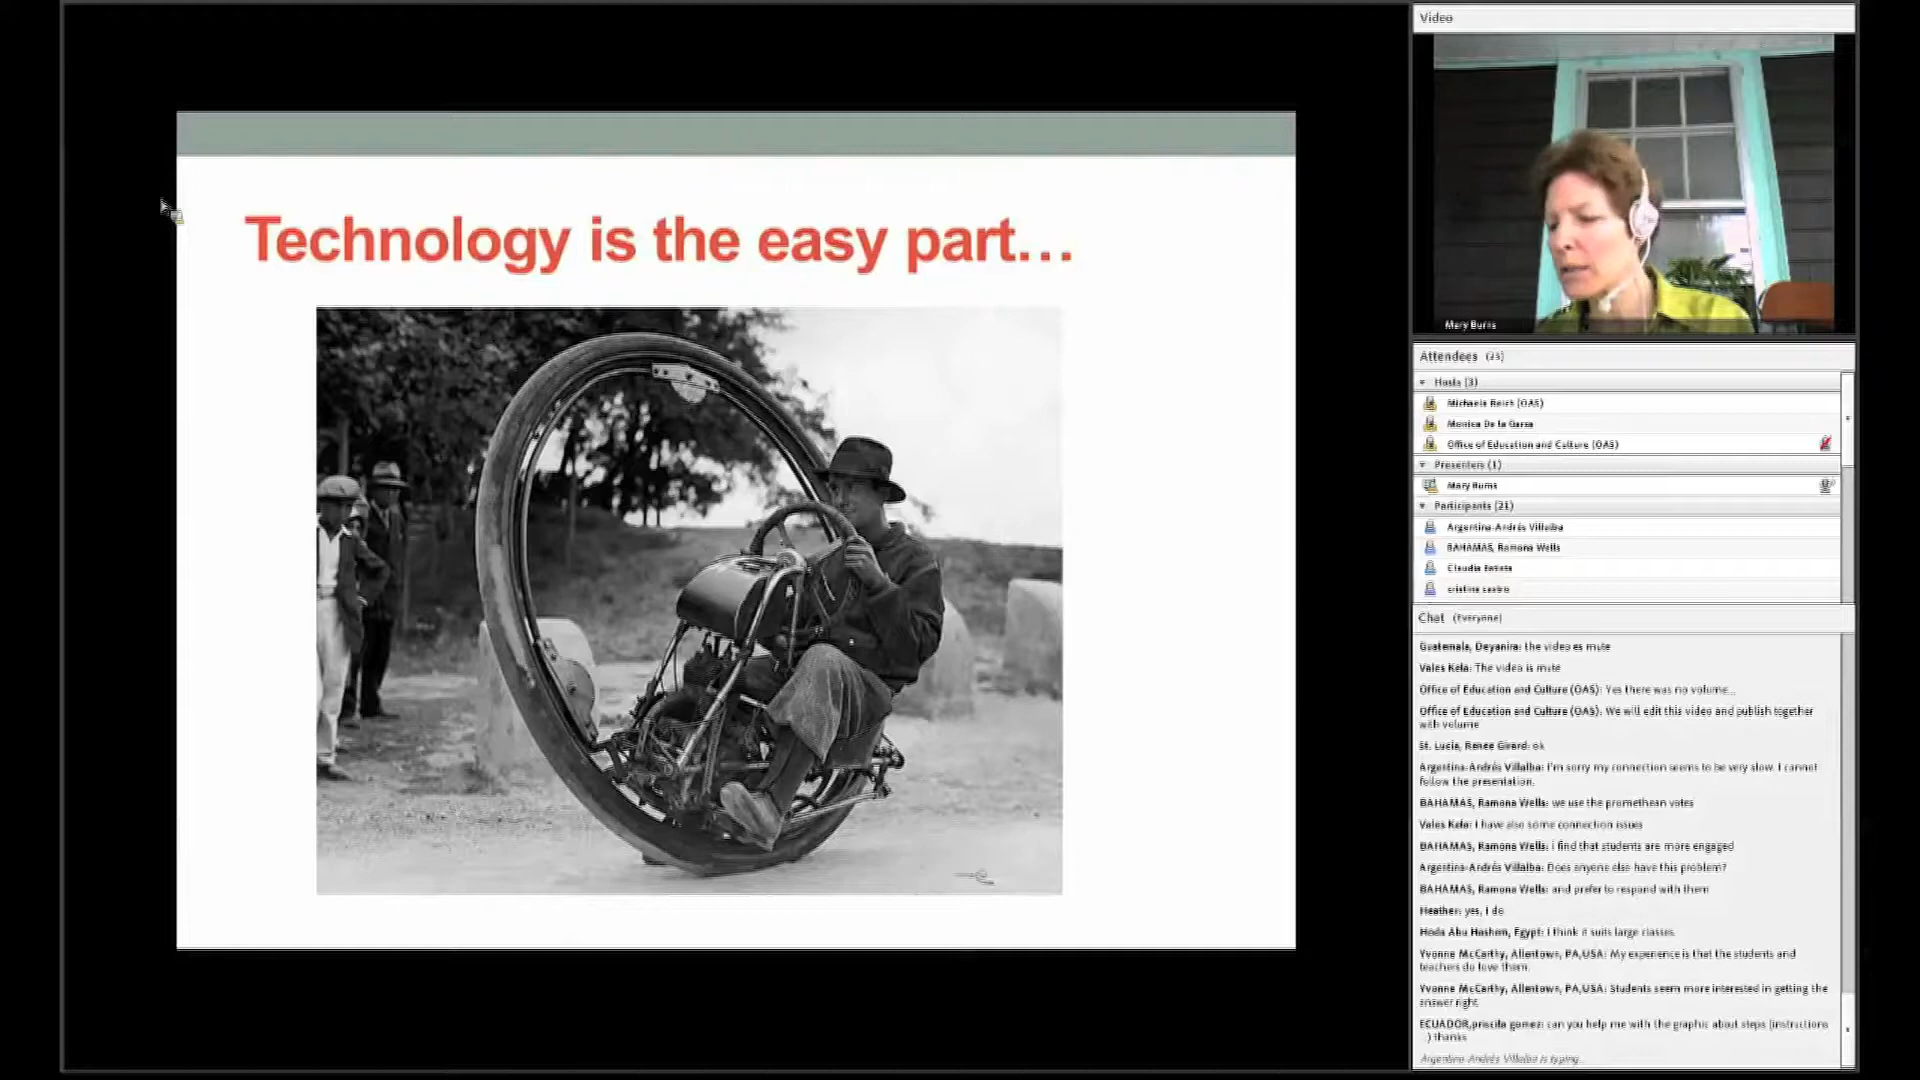 Technology is the easy part...
Video
Mary Burns
Attendees (25)
Hosts (3)
Michaela Reich (OAS)
Monica De la Garza
Office of Education and Culture (OAS)
Presenters (1)
Mary Burns
Participants (21)
Argentina-Andrés Villalba
BAHAMAS, Ramona Wells
Claudia
cristina castro
Chat (Everyone)
Guatemala, Deyanira: the video es mute
Vales Kela: The video is mute
Office of Education and Culture (OAS): Yes there was no volume...
Office of Education and Culture (OAS): We will edit this video and publish together
with volume
St. Lucia, Renee Girard: ok
Argentina-Andrés Villalba: I'm sorry my connection seems to be very slow. I cannot
follow the presentation.
BAHAMAS, Ramona Wells: we use the promethean votes
Vales Kela: I have also some connection issues
BAHAMAS, Ramona Wells: i find that students are more engaged
Argentina-Andrés Villalba: Does anyone else have this problem?
BAHAMAS, Ramona Wells: and prefer to respond with them
Heather: yes, I do
Hoda Abu Hashem, Egypt: I think it suits large classes.
Yvonne McCarthy, Allentown, PA,USA: My experience is that the students and
teachers do love them.
Yvonne McCarthy, Allentown, PA,USA: Students seem more interested in getting the
answer right.
ECUADOR,priscila gomez: can you help me with the graphic about steps (instructions
) thanks
Argentina-Andrés Villalba is typing...